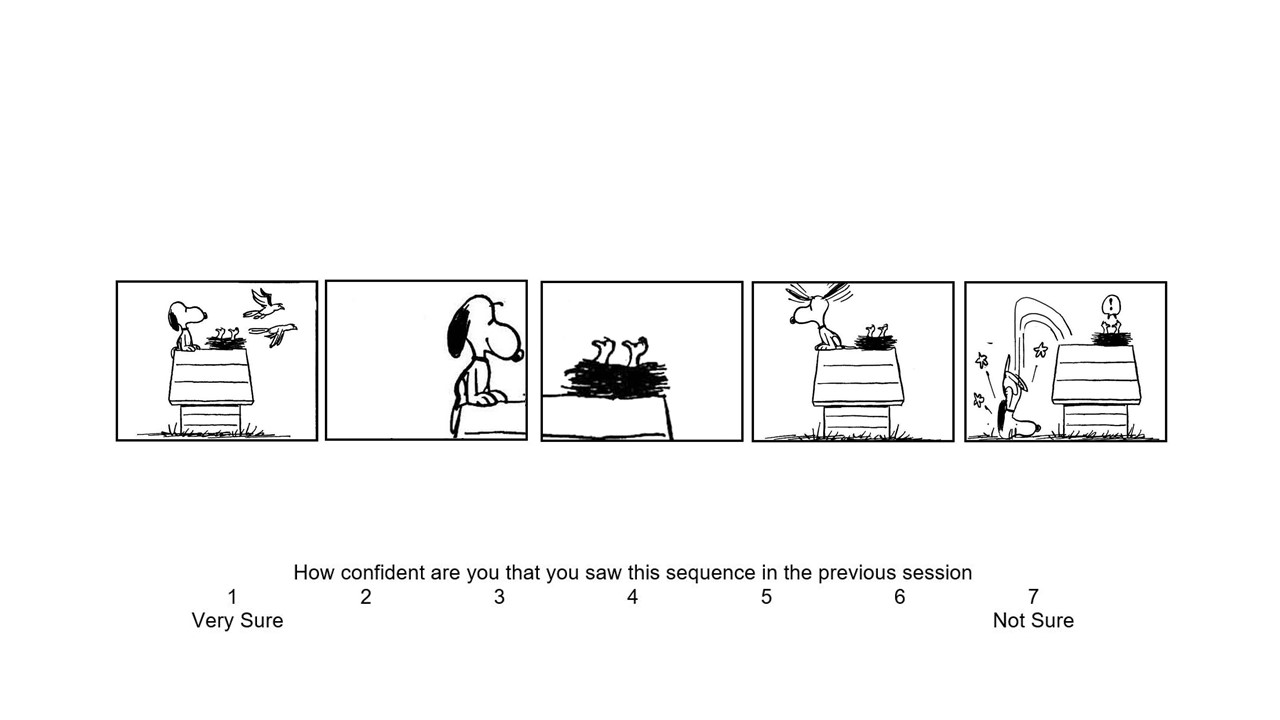 !
How confident are you that you saw this sequence in the previous session
1 2 3 4 5 6 7
Very Sure Not Sure